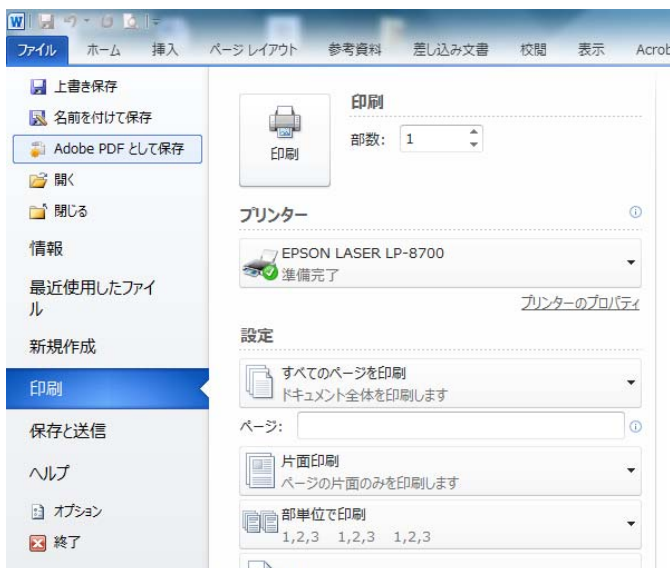 ファイル ホーム 挿入 ページ レイアウト 参考資料 差し込み文書 校閲 表示 Acrob
上書き保存
名前を付けて保存
Adobe PDF として保存
開く
閉じる
情報
最近使用したファイ
ル
新規作成
印刷
保存と送信
ヘルプ
オプション
終了
印刷
印刷
部数: 1
プリンター
EPSON LASER LP-8700
準備完了
プリンターのプロパティ
設定
すべてのページを印刷
ドキュメント全体を印刷します
ページ:
片面印刷
ページの片面のみを印刷します
部単位で印刷
1,2,3 1,2,3 1,2,3